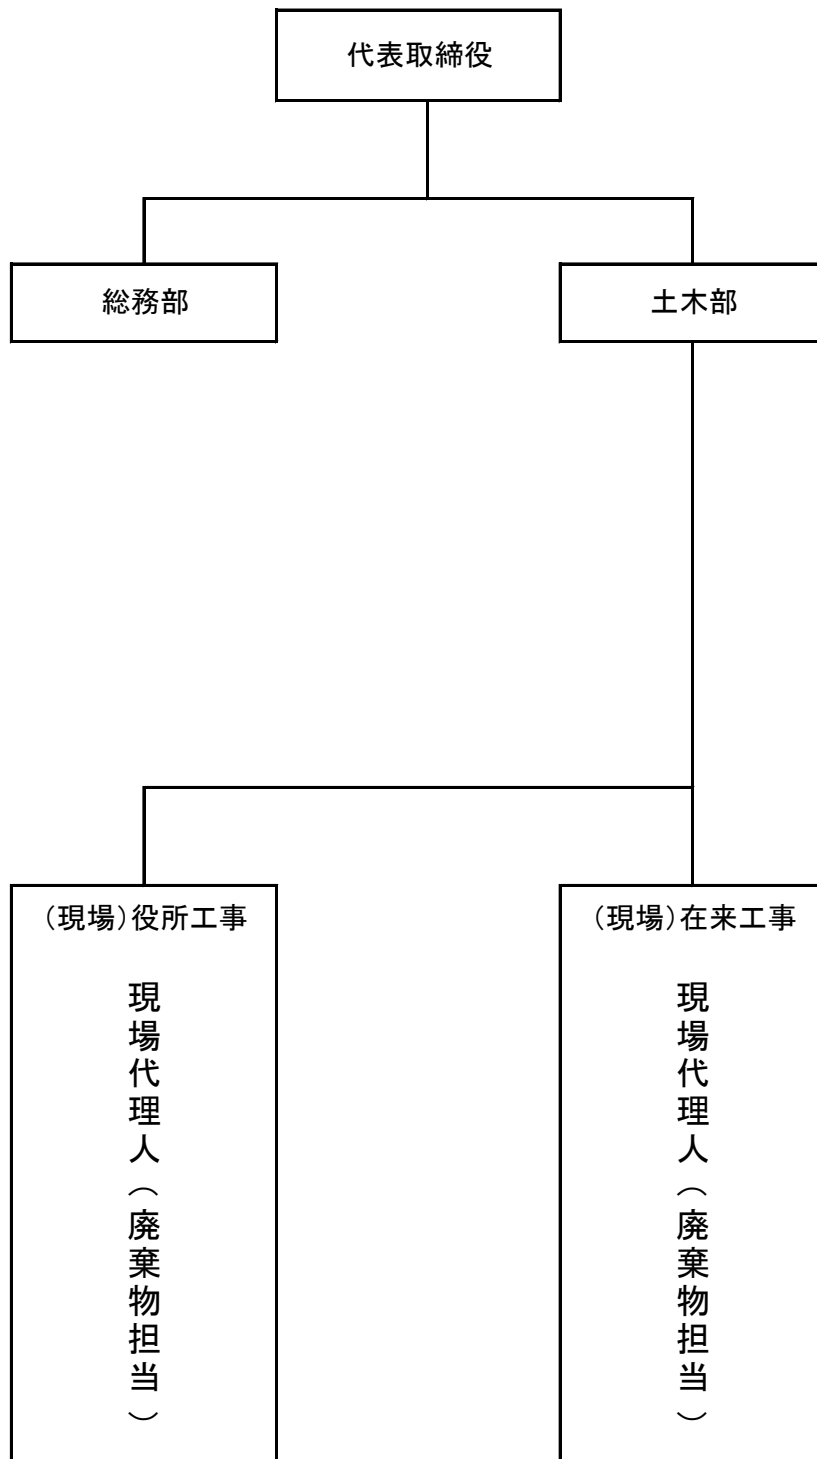 代表取締役
総務部
土木部
（現場）役所工事
現場代理人（廃棄物担当）
（現場）在来工事
現場代理人（廃棄物担当）